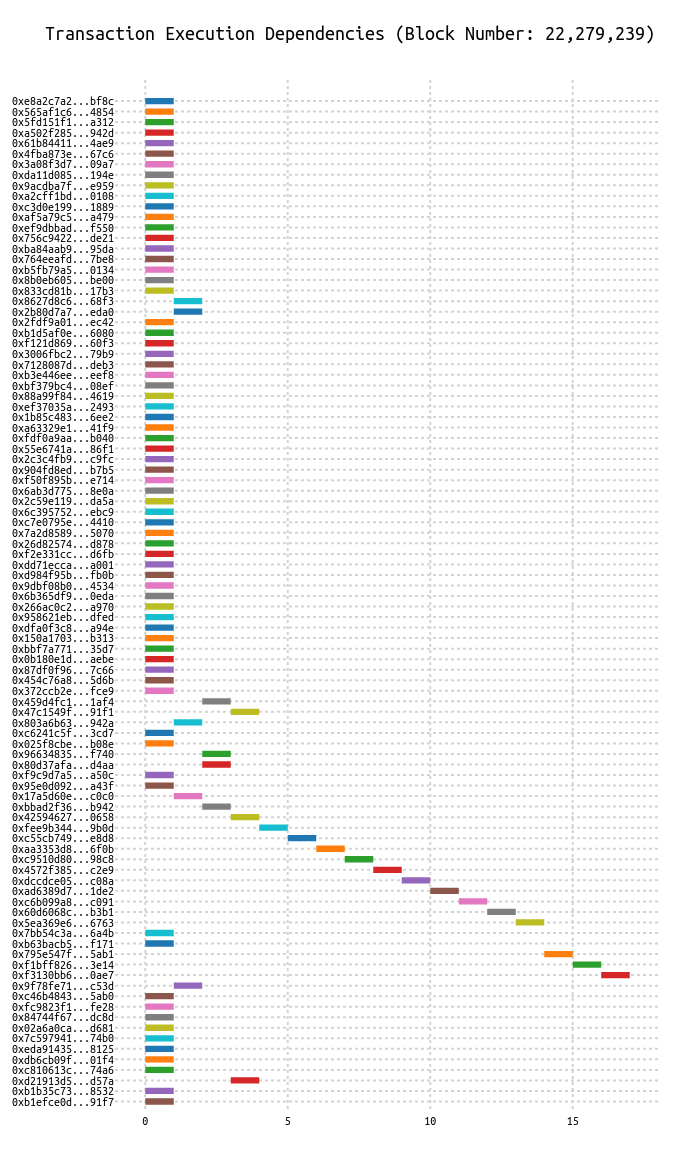 Transaction Execution Dependencies (Block Number: 22,279,239)
0xe8a2c7a2...bf8c
0x565af1c6...4854
0x5fd151f1...a312
0xa502f285...942d
0x61b84411...4ae9
0x4fba873e...67c6
0x3a08f3d7...09a7
0xda11d085...194e
0x9acdba7f...e959
0xa2cff1bd...0108
0xc3d0e199...1889
0xaf5a79c5...a479
0xef9dbbad...f550
0x756c9422...de21
0xba84aab9...95da
0x764eeafd...7be8
0xb5fb79a5...0134
0x8b0eb605...be00
0x833cd81b...17b3
0x8627d8c6...68f3
0x2b80d7a7...eda0
0x2fdf9a01...ec42
0xb1d5af0e...6080
0xf121d869...60f3
0x3006fbc2...79b9
0x7128087d...deb3
0xb3e446ee...eef8
0xbf379bc4...08ef
0x88a99f84...4619
0xef37035a...2493
0x1b85c483...6ee2
0xa63329e1...41f9
0xfdf0a9aa...b040
0x55e6741a...86f1
0x2c3c4fb9...c9fc
0x904fd8ed...b7b5
0xf50f895b...e714
0x6ab3d775...8e0a
0x2c59e119...da5a
0x6c395752...ebc9
0xc7e0795e...4410
0x7a2d8589...5070
0x26d82574...d878
0xf2e331cc...d6fb
0xdd71ecca...a001
0xd984f95b...fb0b
0x9dbf08b0...4534
0x6b365df9...0eda
0x266ac0c2...a970
0x958621eb...dfed
0xdfa0f3c8...a94e
0x150a1703...b313
0xbbf7a771...35d7
0x0b180e1d...aebe
0x87df0f96...7c66
0x454c76a8...5d6b
0x372ccb2e...fce9
0x459d4fc1...1af4
0x47c1549f...91f1
0x803a6b63...942a
0xc6241c5f...3cd7
0x025f8cbe...b08e
0x96634835...f740
0x80d37afa...d4aa
0xf9c9d7a5...a50c
0x95e0d092...a43f
0x17a5d60e...c0c0
0xbbad2f36...b942
0x42594627...0658
0xfee9b344...9b0d
0xc55cb749...e8d8
0xaa3353d8...6f0b
0xc9510d80...98c8
0x4572f385...c2e9
0xdccdce05...c08a
0xad6389d7...1de2
0xc6b099a8...c091
0x60d6068c...b3b1
0x5ea369e6...6763
0x7bb54c3a...6a4b
0xb63bacb5...f171
0x795e547f...5ab1
0xf1bff826...3e14
0xf3130bb6...0ae7
0x9f78fe71...c53d
0xc46b4843...5ab0
0xfc9823f1...fe28
0x84744f67...dc8d
0x02a6a0ca...d681
0x7c597941...74b0
0xeda91435...8125
0xdb6cb09f...01f4
0xc810613c...74a6
0xd21913d5...d57a
0xb1b35c73...8532
0xb1efce0d...91f7
0 5 10 15